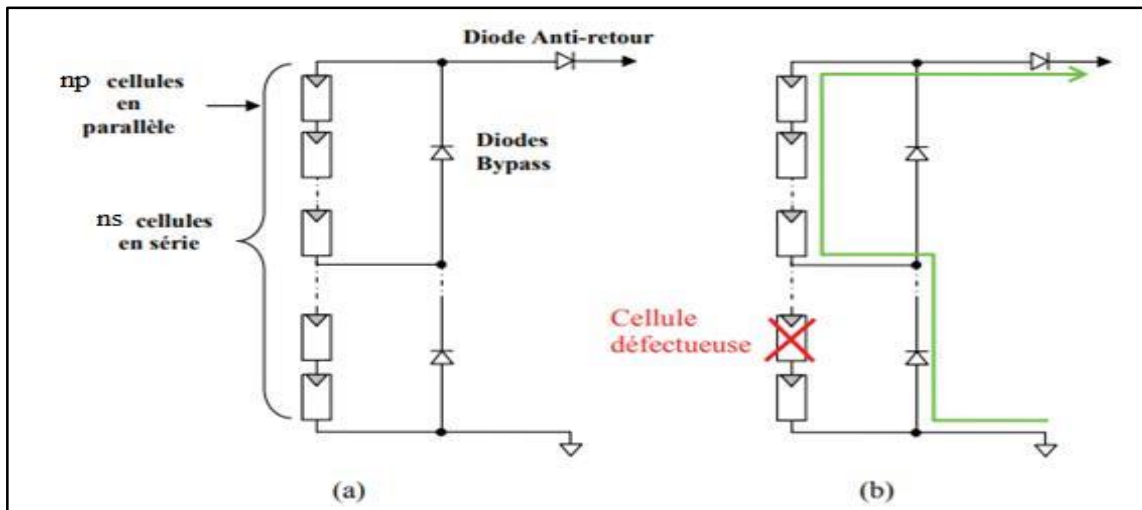 Diode Anti-retour
np cellules
en
parallèle
Diodes
Bypass
ns cellules
en série
Cellule
défectueuse
(a)
(b)